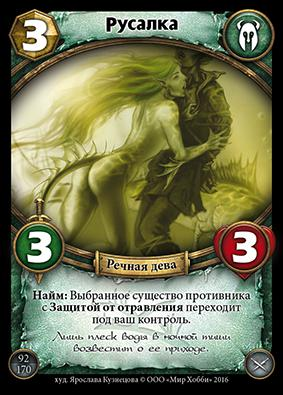 3
Русалка
3
3
Речная дева
Найм: Выбранное существо противника
с Защитой от отравления переходит
под ваш контроль.
Лишь плеск воды в ночной тиши
возвестит о ее приходе.
92
170
худ. Ярослава Кузнецова © ООО «Мир Хобби» 2016